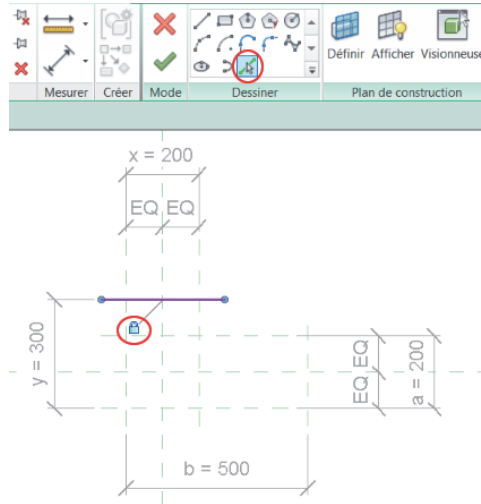 Définir Afficher Visionneuse
Mesurer Créer Mode Dessiner Plan de construction
x = 200
EQ EQ
y = 300
EQ EQ
a = 200
b = 500